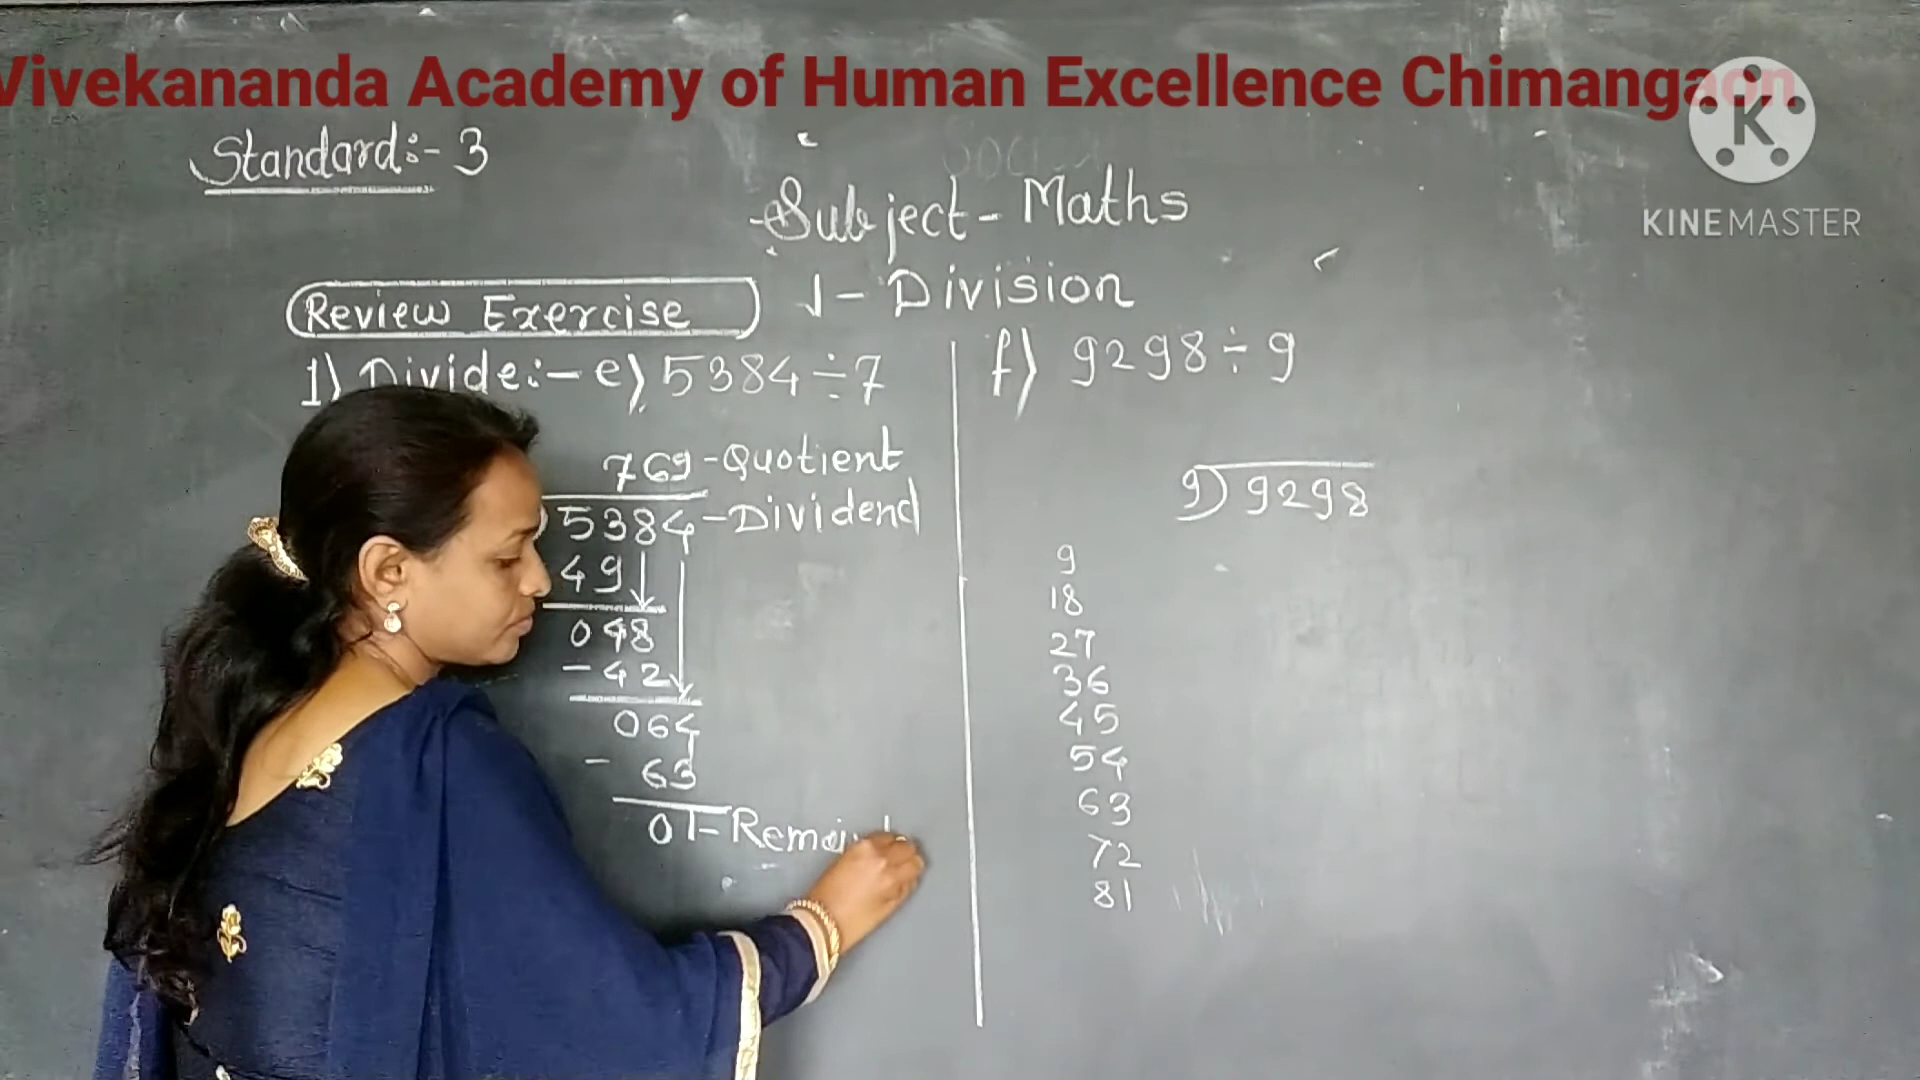 Vivekananda Academy of Human Excellence Chimangaon
K
KINEMASTER
Standard:- 3
Subject - Maths
1 - Division
Review Exercise
1) Divide:- e) 5384÷7
769 - Quotient
) 5384 - Dividend
49
048
- 42
064
- 63
01 -
f) 9298÷9
9) 9298
9
18
27
36
45
54
63
72
81